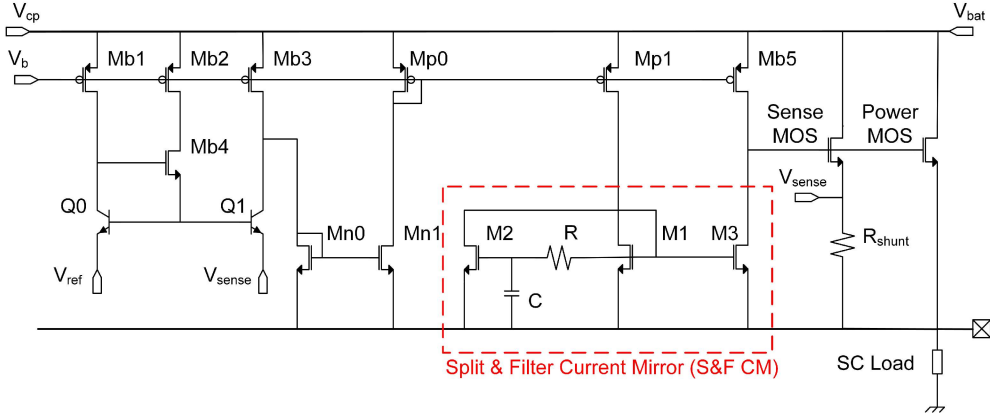 Vcp
Vbat
Vb
Mb1
Mb2
Mb3
Mp0
Mp1
Mb5
Sense
MOS
Power
MOS
Mb4
Vsense
Q0
Q1
Mn0
Mn1
M2
R
M1
M3
Rshunt
Vref
Vsense
C
Split & Filter Current Mirror (S&F CM)
SC Load